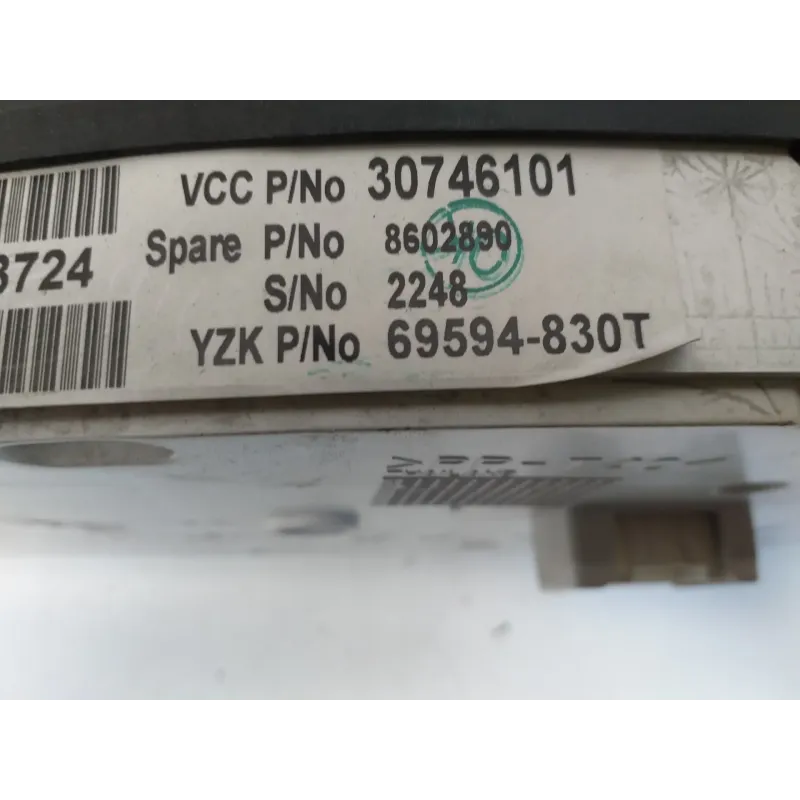 VCC P/No 30746101
Spare P/No 8602890
3724
S/No 2248
YZK P/No 69594-830T